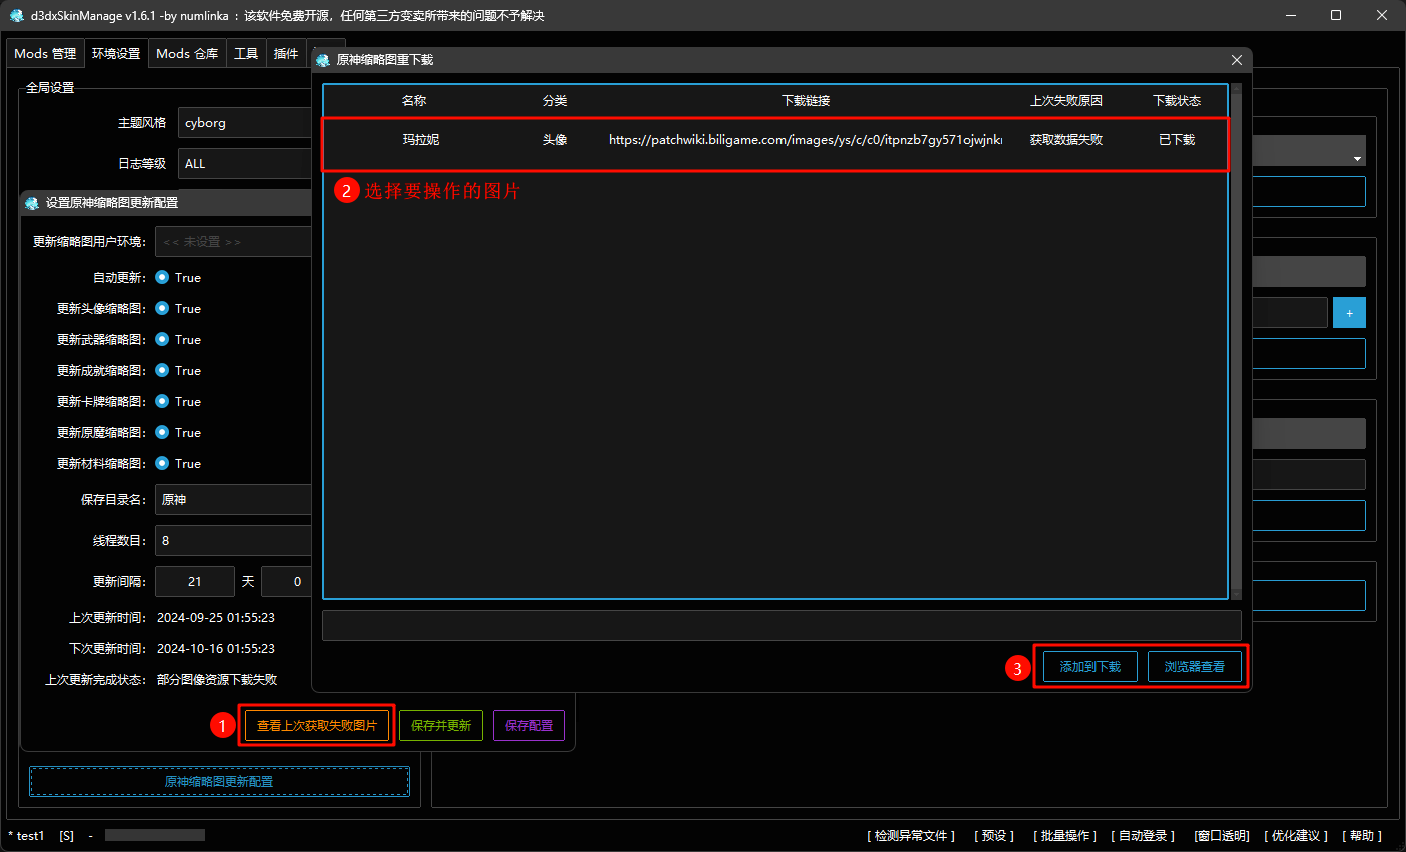 d3dxSkinManage v1.6.1 -by numlinka ：该软件免费开源，任何第三方变卖所带来的问题不予解决
Mods 管理 环境设置 Mods 仓库 工具 插件
全局设置
主题风格 cyborg
日志等级 ALL
设置原神缩略图更新配置
更新缩略图用户环境： << 未设置 >>
自动更新： True
更新头像缩略图： True
更新武器缩略图： True
更新成就缩略图： True
更新卡牌缩略图： True
更新原魔缩略图： True
更新材料缩略图： True
保存目录名： 原神
线程数目： 8
更新间隔： 21 天 0
上次更新时间： 2024-09-25 01:55:23
下次更新时间： 2024-10-16 01:55:23
上次更新完成状态： 部分图像资源下载失败
1 查看上次获取失败图片 保存并更新 保存配置
原神缩略图更新配置
原神缩略图重下载
名称 分类 下载链接 上次失败原因 下载状态
玛拉妮 头像 https://patchwiki.biligame.com/images/ys/c/c0/itpnzb7gy571ojwjnk 获取数据失败 已下载
2 选择要操作的图片
3 添加到下载 浏览器查看
+
* test1 [S] - [ 检测异常文件 ] [ 预设 ] [ 批量操作 ] [ 自动登录 ] [窗口透明] [ 优化建议 ] [ 帮助 ]